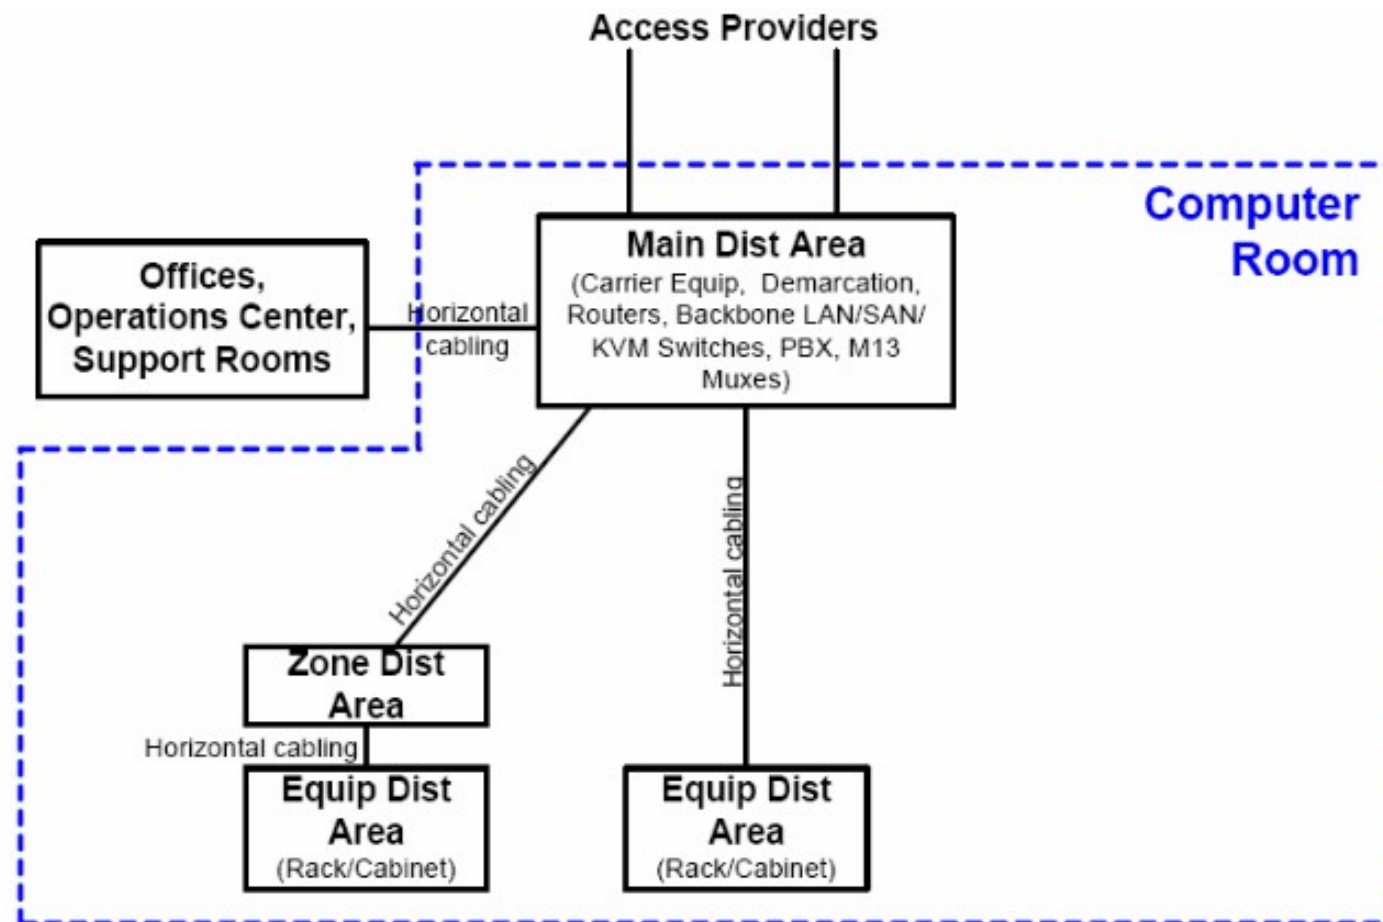 Access Providers
Computer
Room
Main Dist Area
(Carrier Equip, Demarcation,
Routers, Backbone LAN/SAN/
KVM Switches, PBX, M13
Muxes)
Offices,
Operations Center,
Support Rooms
Horizontal
cabling
Horizontal cabling
Horizontal cabling
Zone Dist
Area
Horizontal cabling
Equip Dist
Area
(Rack/Cabinet)
Equip Dist
Area
(Rack/Cabinet)